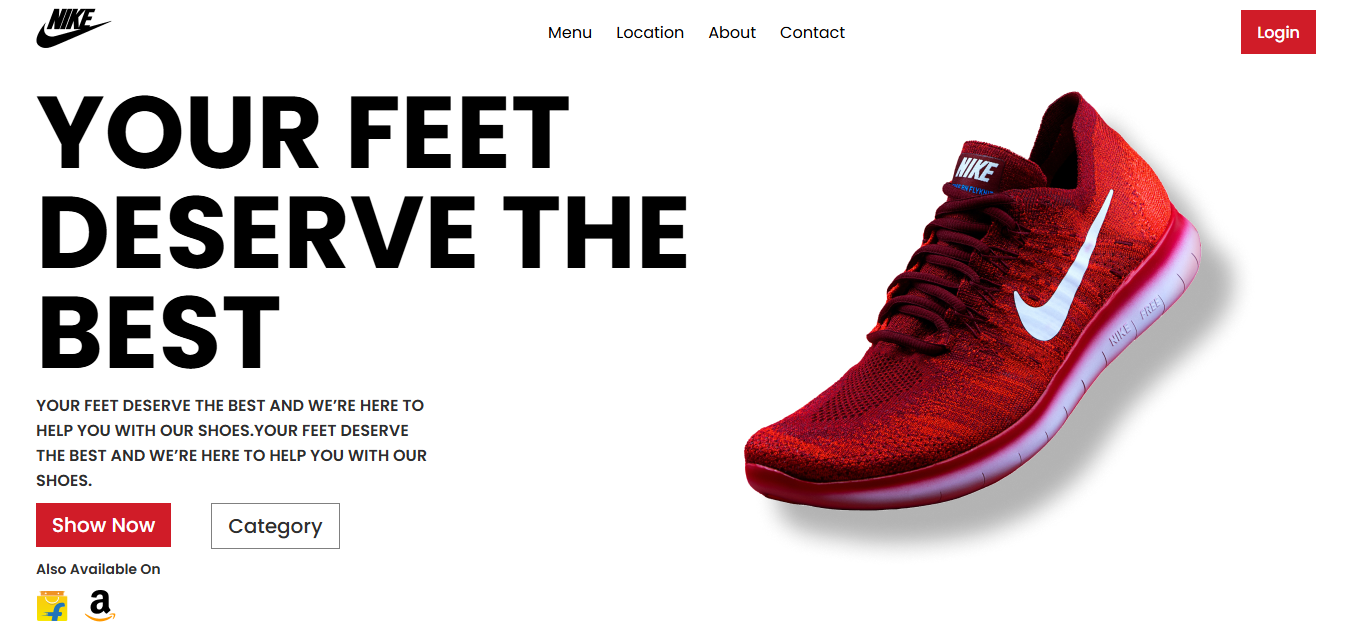 NIKE
Menu Location About Contact
Login
YOUR FEET
DESERVE THE
BEST
YOUR FEET DESERVE THE BEST AND WE’RE HERE TO
HELP YOU WITH OUR SHOES.YOUR FEET DESERVE
THE BEST AND WE’RE HERE TO HELP YOU WITH OUR
SHOES.
Show Now
Category
Also Available On
f
a
NIKE
FLYKNIT
NIKE FREE